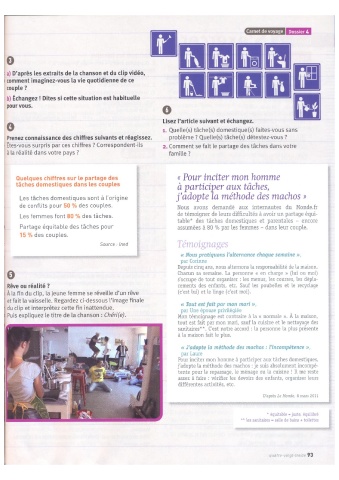 Carnet de voyage Dossier 4
3
a) D'après les extraits de la chanson et du clip vidéo,
comment imaginez-vous la vie quotidienne de ce
couple ?
b) Échangez ! Dites si cette situation est habituelle
pour vous.
4
Prenez connaissance des chiffres suivants et réagissez.
Êtes-vous surpris par ces chiffres ? Correspondent-ils
à la réalité dans votre pays ?
Quelques chiffres sur le partage des
tâches domestiques dans les couples
Les tâches domestiques sont à l'origine
de conflits pour 50 % des couples.
Les femmes font 80 % des tâches.
Partage équitable des tâches pour
15 % des couples.
Source : Ined
5
Rêve ou réalité ?
À la fin du clip, la jeune femme se réveille d'un rêve
et fait la vaisselle. Regardez ci-dessous l'image finale
du clip et interprétez cette fin inattendue.
Puis expliquez le titre de la chanson : Chéri(e).
6
Lisez l'article suivant et échangez.
1. Quelle(s) tâche(s) domestique(s) faites-vous sans
problème ? Quelle(s) tâche(s) détestez-vous ?
2. Comment se fait le partage des tâches dans votre
famille ?
« Pour inciter mon homme
à participer aux tâches,
j'adopte la méthode des machos »
Nous avons demandé aux internautes du Monde.fr
de témoigner de leurs difficultés à avoir un partage équi-
table* des tâches domestiques et parentales – encore
assumées à 80 % par les femmes – dans leur couple.
Témoignages
« Nous pratiquons l'alternance chaque semaine »,
par Corinne
Depuis cinq ans, nous alternons la responsabilité de la maison.
Chacun sa semaine. La personne « en charge » (lui ou moi)
s'occupe de tout organiser : les menus, les courses, les dépla-
cements des enfants, etc. Seul les poubelles et le recyclage
(c'est lui) et le linge (c'est moi).
« Tout est fait par mon mari »,
par Une épouse privilégiée
Mon témoignage est contraire à la « normale ». À la maison,
tout est fait par mon mari, sauf la cuisine et le nettoyage des
sanitaires**. C'est notre accord : la personne la plus présente
à la maison fait le plus.
« J'adopte la méthode des machos : l'incompétence »,
par Laure
Pour inciter mon homme à participer aux tâches domestiques,
j'adopte la méthode des machos : je suis absolument incompé-
tente pour le repassage, le ménage ou la cuisine ! Il me reste
assez à faire : vérifier les devoirs des enfants, organiser leurs
différentes activités, etc.
D'après Le Monde, 8 mars 2011
* équitable = juste, équilibré
** les sanitaires = salle de bains + toilettes
quatre-vingt-treize 93